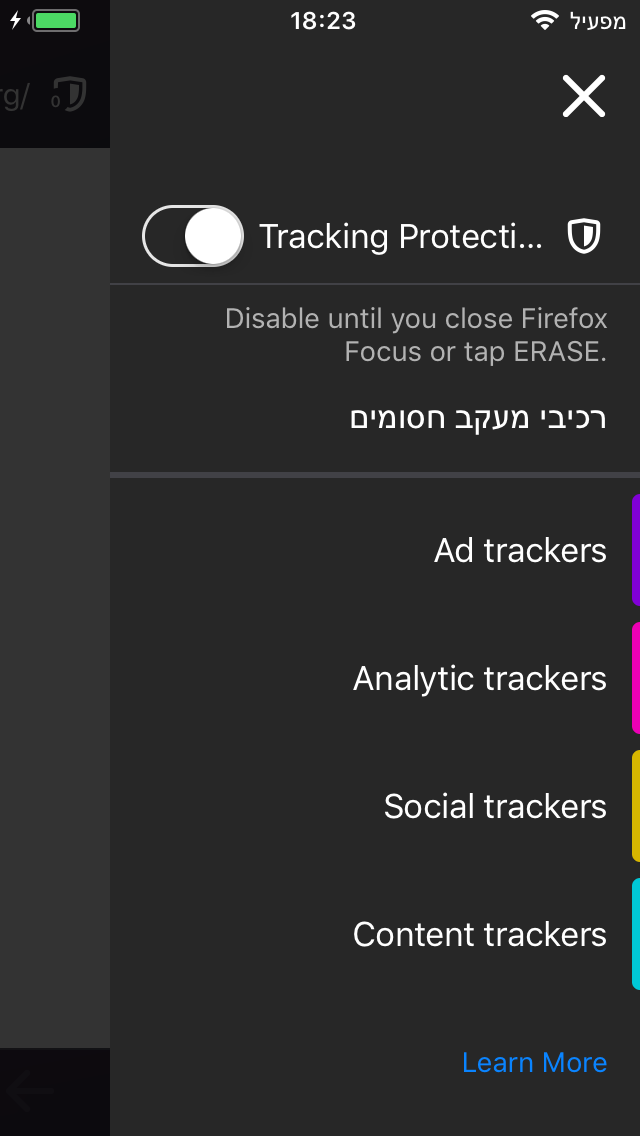 18:23
מפעיל
rg/
0
Tracking Protecti...
Disable until you close Firefox
Focus or tap ERASE.
רכיבי מעקב חסומים
Ad trackers
Analytic trackers
Social trackers
Content trackers
Learn More